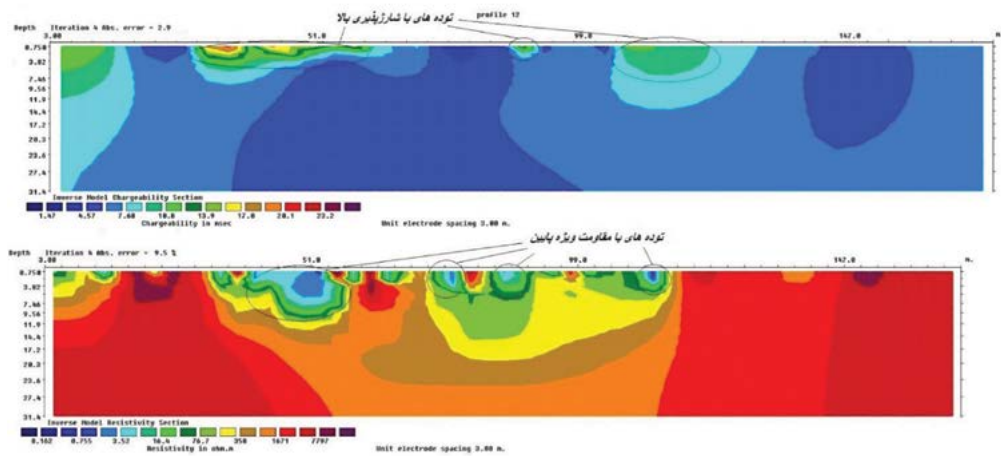 توده های با شارژپذیری بالا
profile 12
Depth Iteration 4 Abs. error = 2.9
3.00 51.0 99.0 147.0 m.
0.750
3.82
7.46
9.56
11.9
14.4
17.2
20.3
23.6
27.4
31.4
Inverse Model Chargeability Section
1.47 4.57 7.68 10.8 13.9 17.0 20.1 23.2
Chargeability in msec Unit electrode spacing 3.00 m.
توده های با مقاومت ویژه پایین
Depth Iteration 4 Abs. error = 9.5 %
3.00 51.0 99.0 147.0 m.
0.750
3.82
7.46
9.56
11.9
14.4
17.2
20.3
23.6
27.4
31.4
Inverse Model Resistivity Section
0.162 0.755 3.52 16.4 76.7 358 1671 7797
Resistivity in ohm.m Unit electrode spacing 3.00 m.